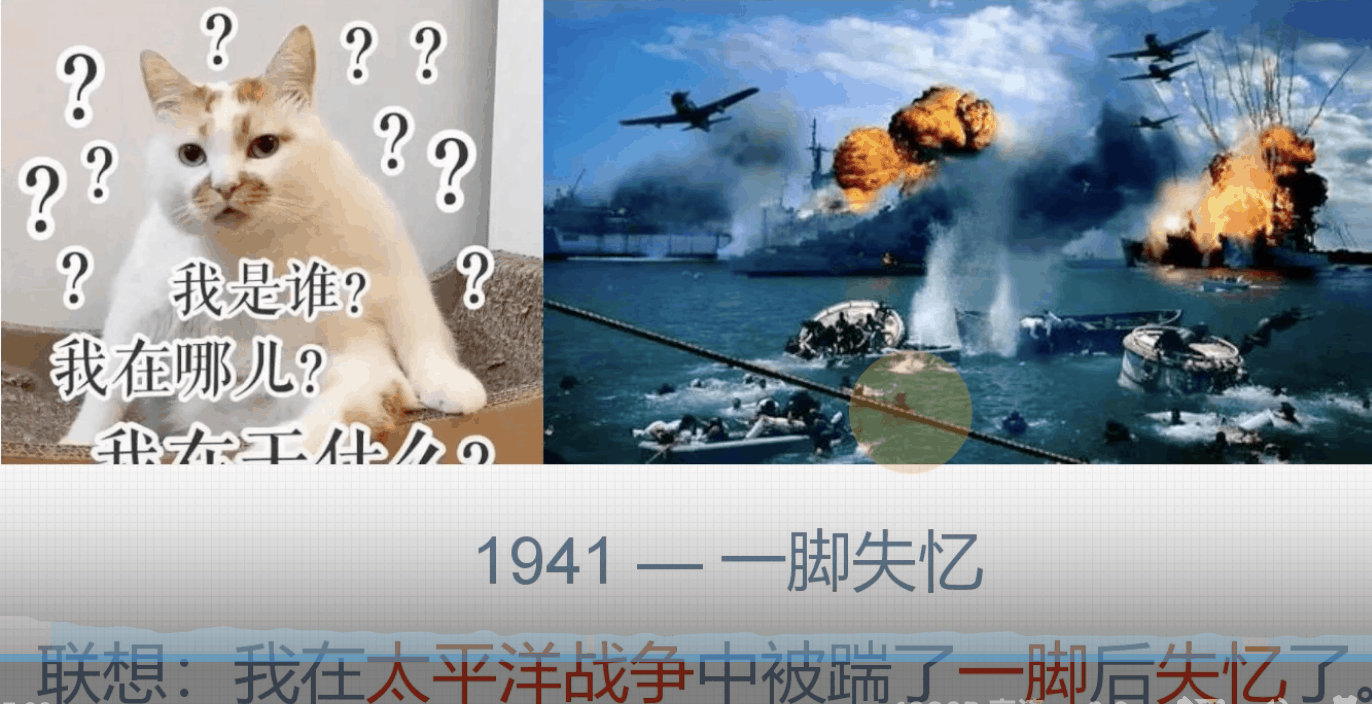 ? ? ? ?
? ?
? ?
? ?
我是谁?
我在哪儿?
我在干什么?
1941 — 一脚失忆
联想：我在太平洋战争中被踹了一脚后失忆了。